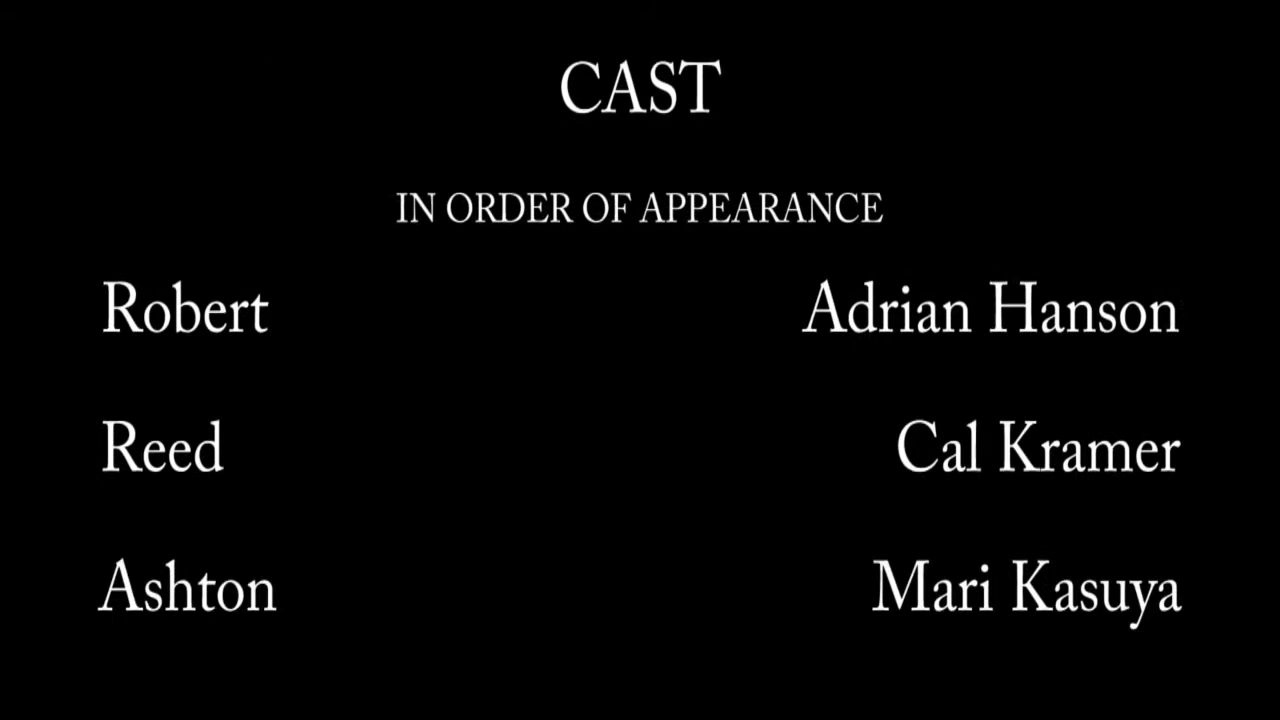 CAST
IN ORDER OF APPEARANCE
Robert Adrian Hanson
Reed Cal Kramer
Ashton Mari Kasuya